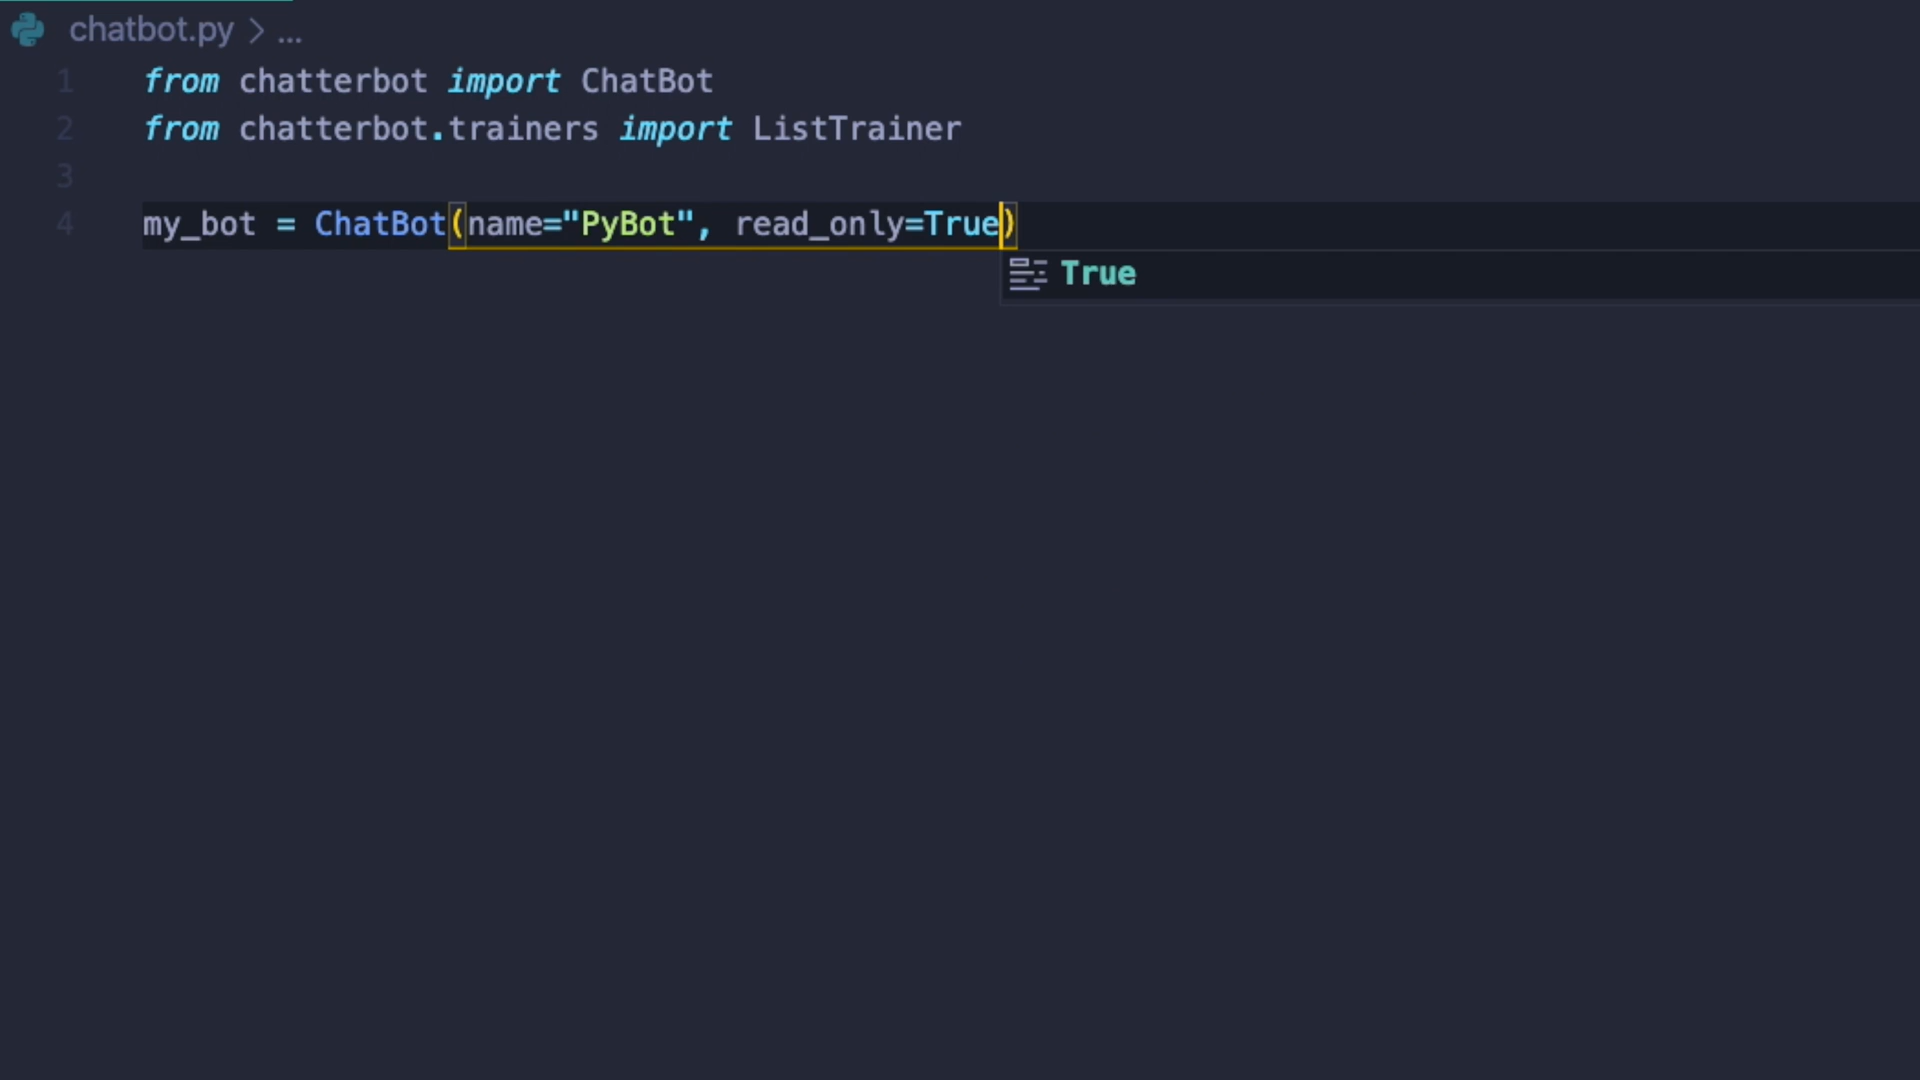 chatbot.py > ...
1 from chatterbot import ChatBot
2 from chatterbot.trainers import ListTrainer
3
4 my_bot = ChatBot(name="PyBot", read_only=True)
True